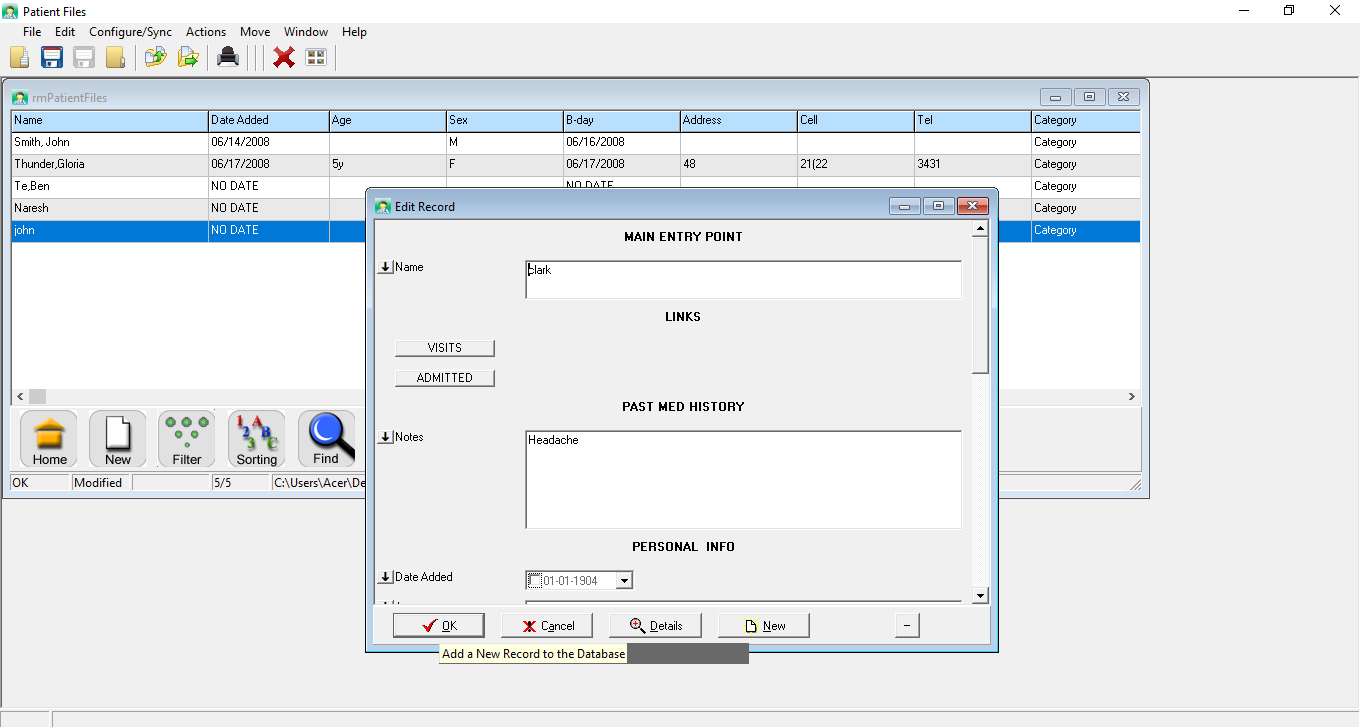 Patient Files
File Edit Configure/Sync Actions Move Window Help
rmPatientFiles
Name Date Added Age Sex B-day Address Cell Tel Category
Smith, John 06/14/2008 M 06/16/2008 Category
Thunder,Gloria 06/17/2008 5y F 06/17/2008 48 21(22 3431 Category
Te,Ben NO DATE NO DATE Category
Naresh NO DATE Category
john NO DATE Category
Edit Record
MAIN ENTRY POINT
Name clark
LINKS
VISITS
ADMITTED
PAST MED HISTORY
Notes Headache
PERSONAL INFO
Date Added 01-01-1904
OK Cancel Details New
Add a New Record to the Database
Home New Filter Sorting Find
OK Modified 5/5 C:\Users\Acer\De